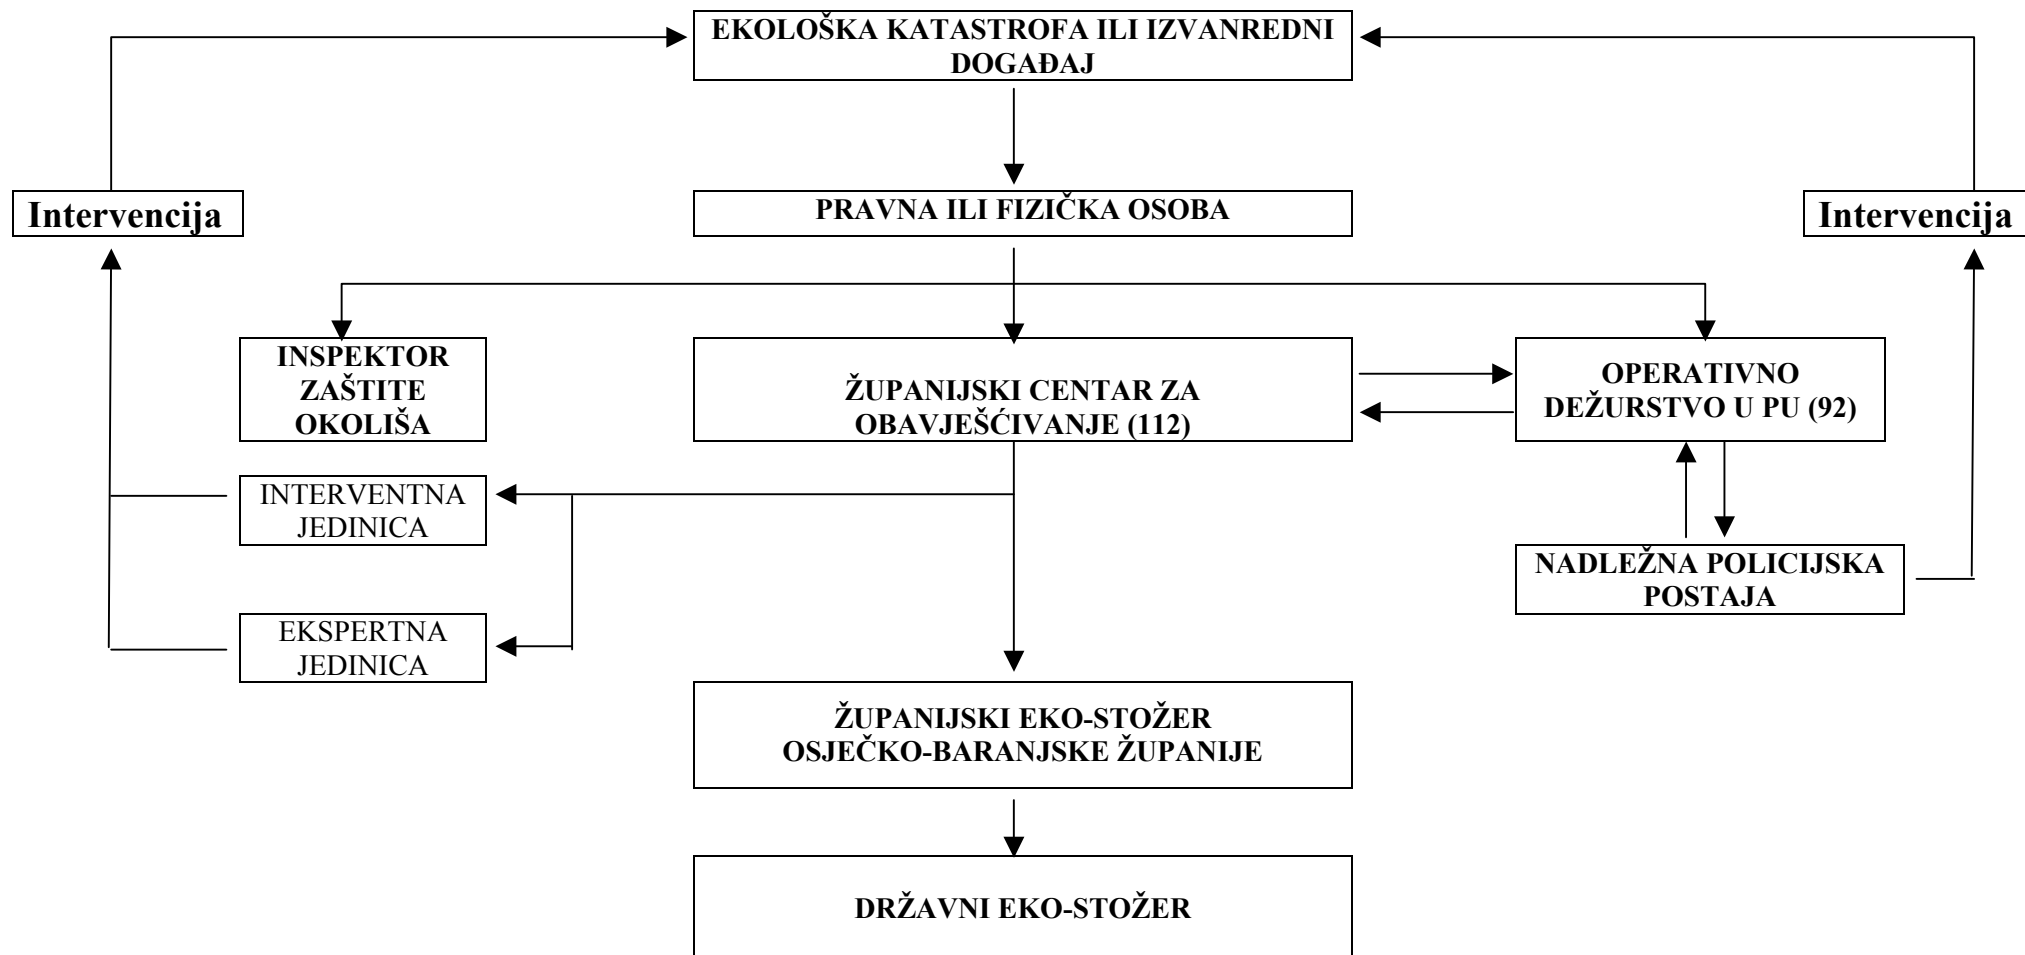 EKOLOŠKA KATASTROFA ILI IZVANREDNI
DOGAĐAJ
Intervencija
PRAVNA ILI FIZIČKA OSOBA
Intervencija
INSPEKTOR
ZAŠTITE
OKOLIŠA
ŽUPANIJSKI CENTAR ZA
OBAVJEŠĆIVANJE (112)
OPERATIVNO
DEŽURSTVO U PU (92)
INTERVENTNA
JEDINICA
NADLEŽNA POLICIJSKA
POSTAJA
EKSPERTNA
JEDINICA
ŽUPANIJSKI EKO-STOŽER
OSJEČKO-BARANJSKE ŽUPANIJE
DRŽAVNI EKO-STOŽER